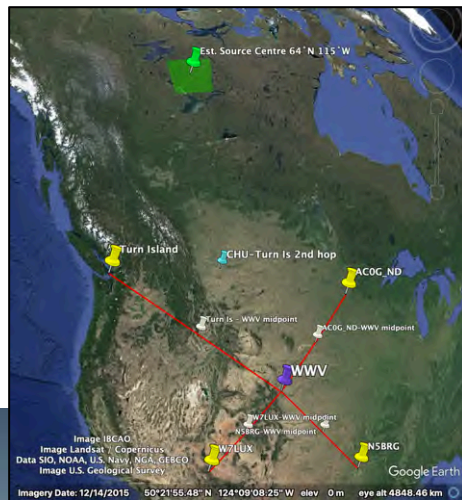 Est. Source Centre 64°N 115°W
Turn Island
CHU-Turn Is 2nd hop
AC0G_ND
Turn Is - WWV midpoint
AC0G_ND-WWV midpoint
WWV
W7LUX-WWV midpoint
N5BRG-WWV midpoint
W7LUX
N5BRG
Image IBCAO
Image Landsat / Copernicus
Data SIO, NOAA, U.S. Navy, NGA, GEBCO
Image U.S. Geological Survey
Google Earth
Imagery Date: 12/14/2015 50°21'55.48" N 124°09'08.25" W elev 0 m eye alt 4848.46 km